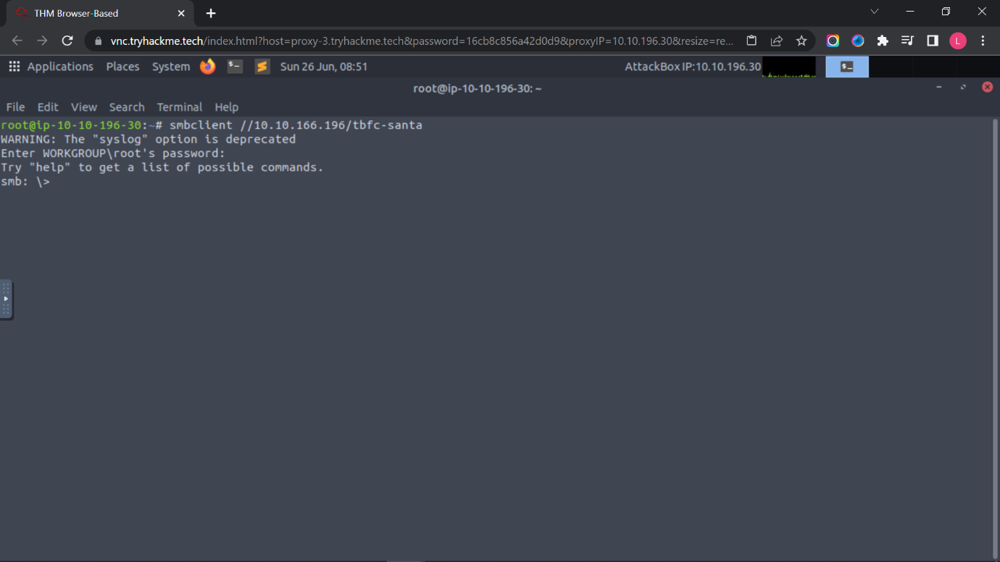 THM Browser-Based
vnc.tryhackme.tech/index.html?host=proxy-3.tryhackme.tech&password=16cb8c856a42d0d9&proxyIP=10.10.196.30&resize=re...
L
Applications Places System $_ Sun 26 Jun, 08:51 AttackBox IP:10.10.196.30 $_
root@ip-10-10-196-30: ~
File Edit View Search Terminal Help
root@ip-10-10-196-30:~# smbclient //10.10.166.196/tbfc-santa
WARNING: The "syslog" option is deprecated
Enter WORKGROUP\root's password:
Try "help" to get a list of possible commands.
smb: \>